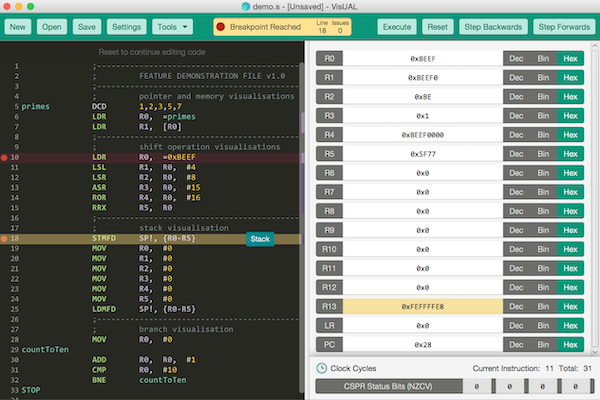 demo.s - [Unsaved] - VisUAL
New Open Save Settings Tools Breakpoint Reached Line 18 Issues 0 Execute Reset Step Backwards Step Forwards
Reset to continue editing code
1 ;
2 ; FEATURE DEMONSTRATION FILE v1.0
3 ;
4 ; pointer and memory visualisations
5 primes DCD 1,2,3,5,7
6 LDR R0, =primes
7 LDR R1, [R0]
8 ;
9 ; shift operation visualisations
10 LDR R0, =0xBEEF
11 LSL R1, R0, #4
12 LSR R2, R0, #8
13 ASR R3, R0, #15
14 ROR R4, R0, #16
15 RRX R5, R0
16 ;
17 ; stack visualisation
18 STMFD SP!, {R0-R5} Stack
19 MOV R0, #0
20 MOV R1, #0
21 MOV R2, #0
22 MOV R3, #0
23 MOV R4, #0
24 MOV R5, #0
25 LDMFD SP!, {R0-R5}
26 ;
27 ; branch visualisation
28 MOV R0, #0
29 countToTen
30 ADD R0, R0, #1
31 CMP R0, #10
32 BNE countToTen
33 STOP
R0 0xBEEF Dec Bin Hex
R1 0xBEEF0 Dec Bin Hex
R2 0xBE Dec Bin Hex
R3 0x1 Dec Bin Hex
R4 0xBEEF0000 Dec Bin Hex
R5 0x5F77 Dec Bin Hex
R6 0x0 Dec Bin Hex
R7 0x0 Dec Bin Hex
R8 0x0 Dec Bin Hex
R9 0x0 Dec Bin Hex
R10 0x0 Dec Bin Hex
R11 0x0 Dec Bin Hex
R12 0x0 Dec Bin Hex
R13 0xFEFFFFE8 Dec Bin Hex
LR 0x0 Dec Bin Hex
PC 0x28 Dec Bin Hex
Clock Cycles Current Instruction: 11 Total: 31
CSPR Status Bits (NZCV) 0 0 0 0